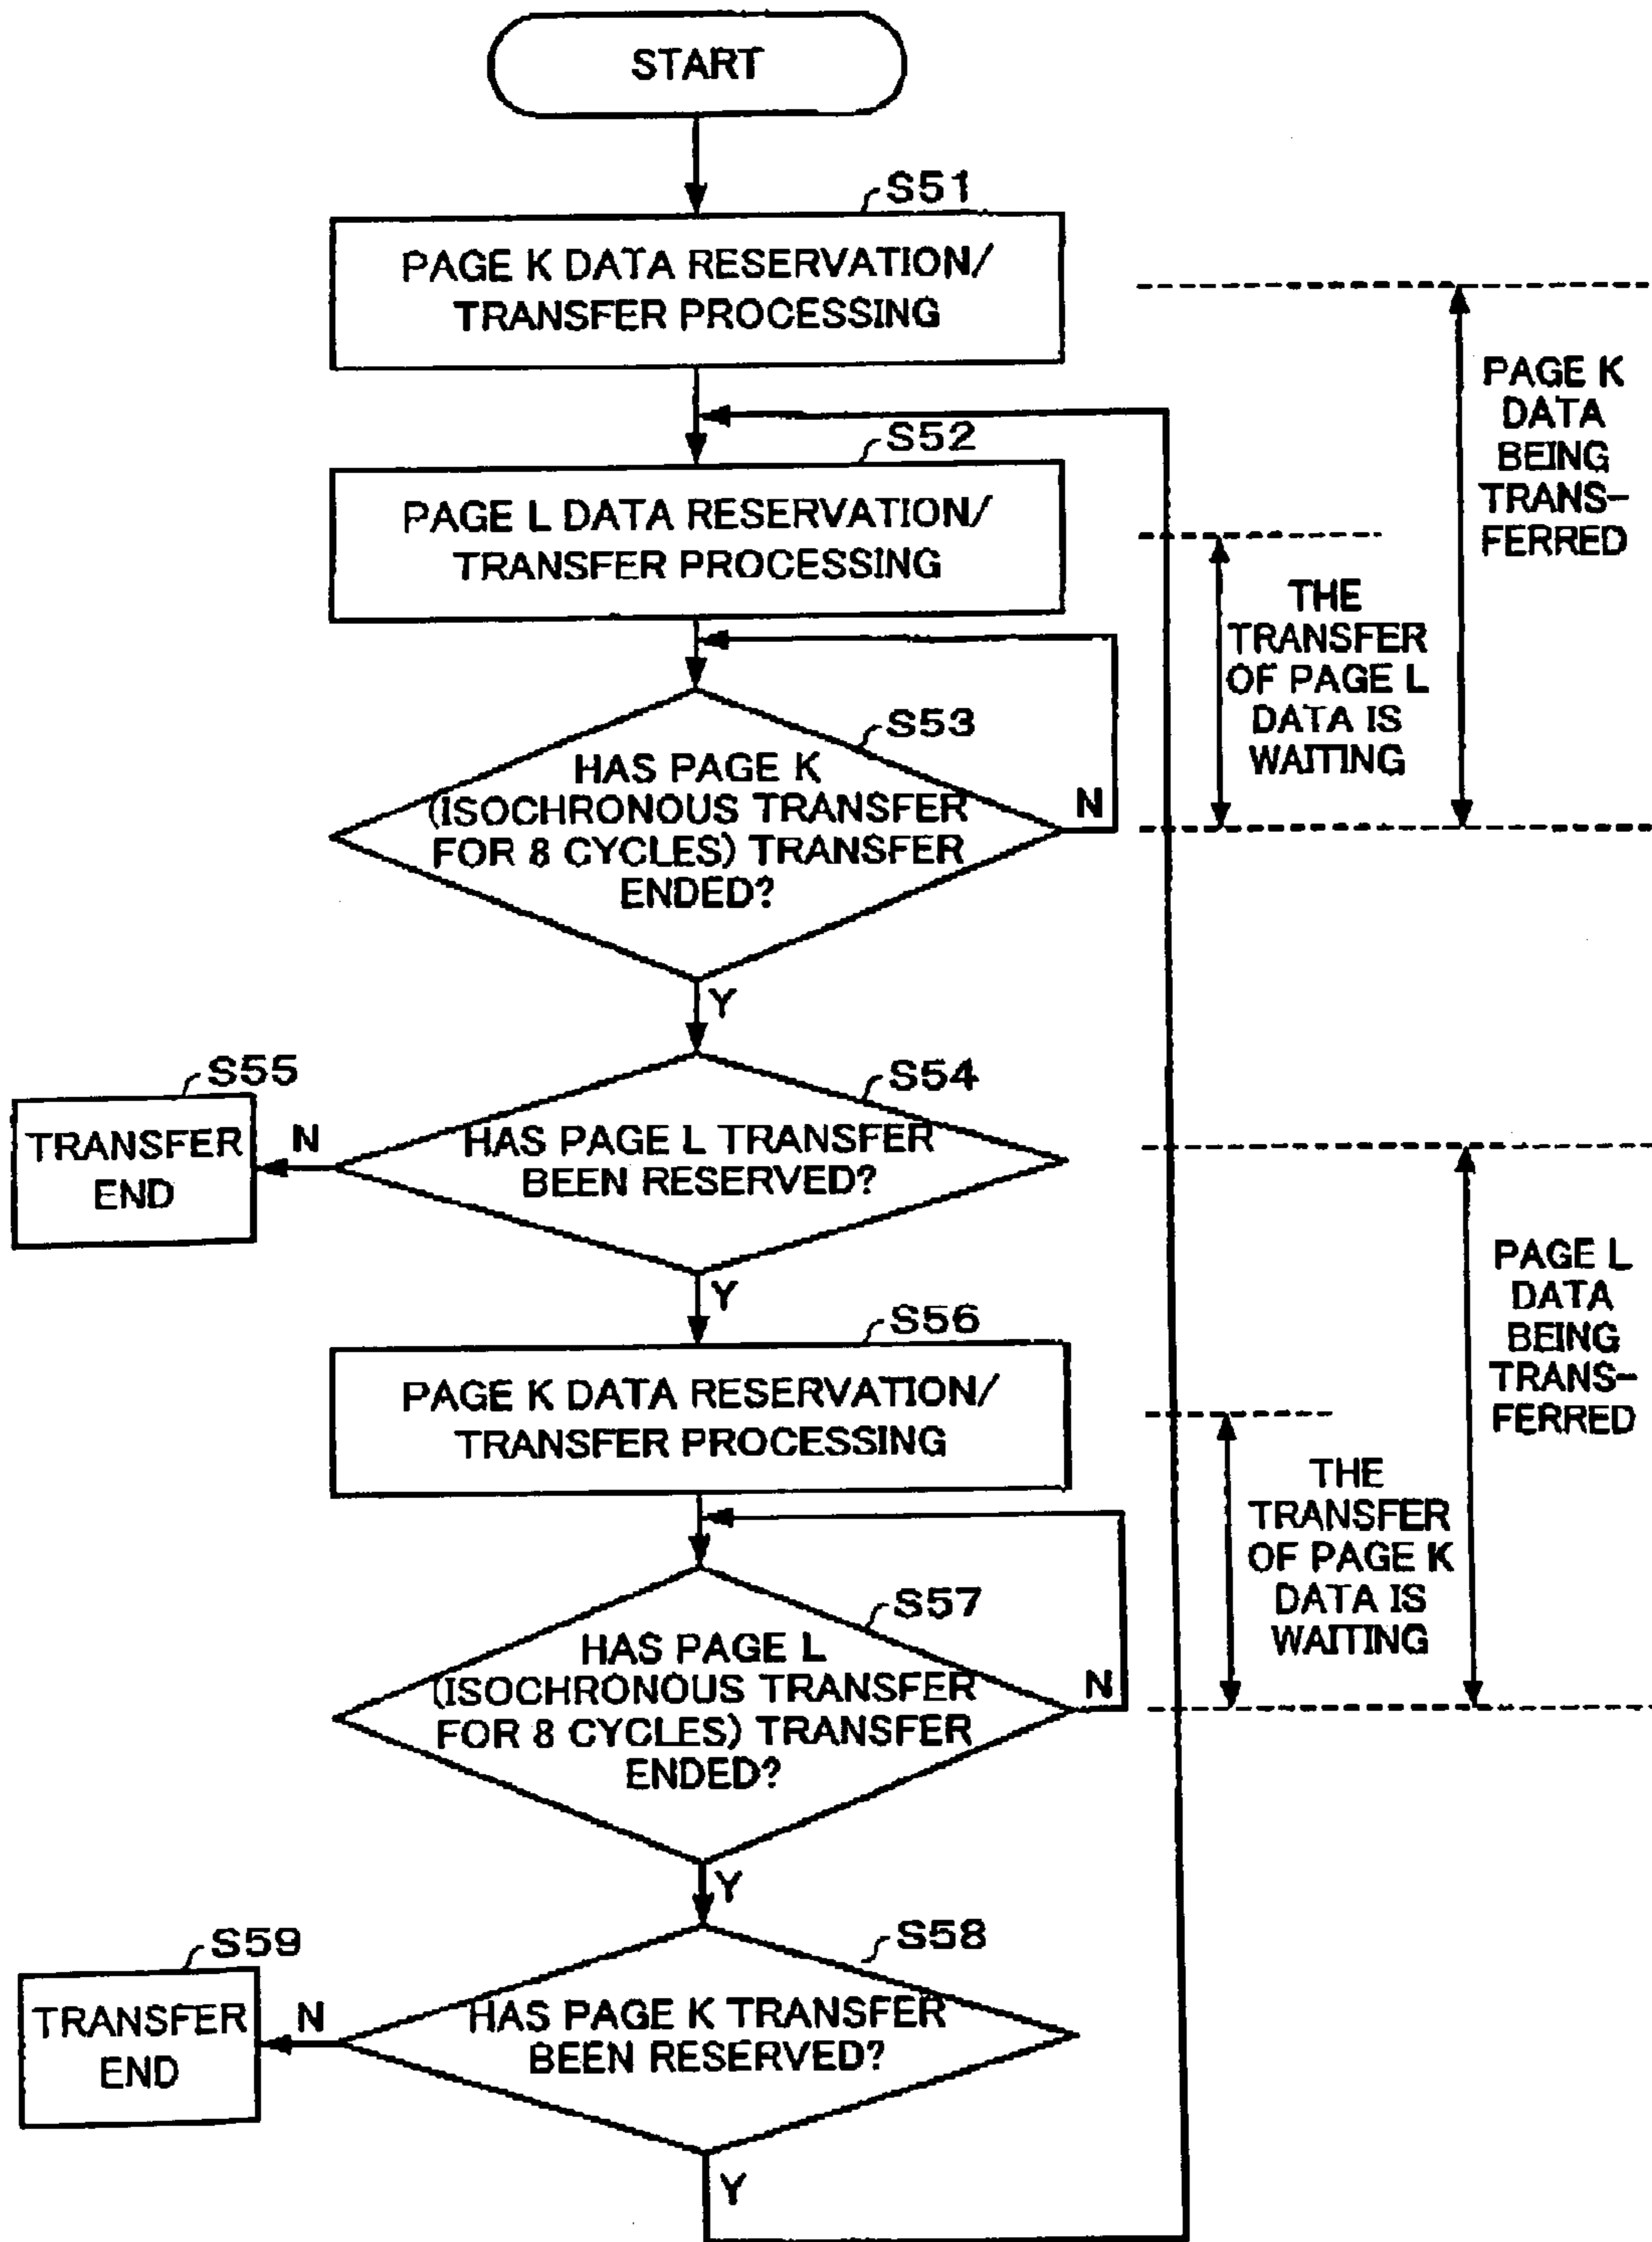 START
S51
PAGE K DATA RESERVATION/
TRANSFER PROCESSING
S52
PAGE L DATA RESERVATION/
TRANSFER PROCESSING
S53
HAS PAGE K
(ISOCHRONOUS TRANSFER
FOR 8 CYCLES) TRANSFER
ENDED?
N
Y
S54
HAS PAGE L TRANSFER
BEEN RESERVED?
N
S55
TRANSFER
END
Y
S56
PAGE K DATA RESERVATION/
TRANSFER PROCESSING
S57
HAS PAGE L
(ISOCHRONOUS TRANSFER
FOR 8 CYCLES) TRANSFER
ENDED?
N
Y
S58
HAS PAGE K TRANSFER
BEEN RESERVED?
N
S59
TRANSFER
END
Y
PAGE K
DATA
BEING
TRANS-
FERRED
THE
TRANSFER
OF PAGE L
DATA IS
WAITING
PAGE L
DATA
BEING
TRANS-
FERRED
THE
TRANSFER
OF PAGE K
DATA IS
WAITING